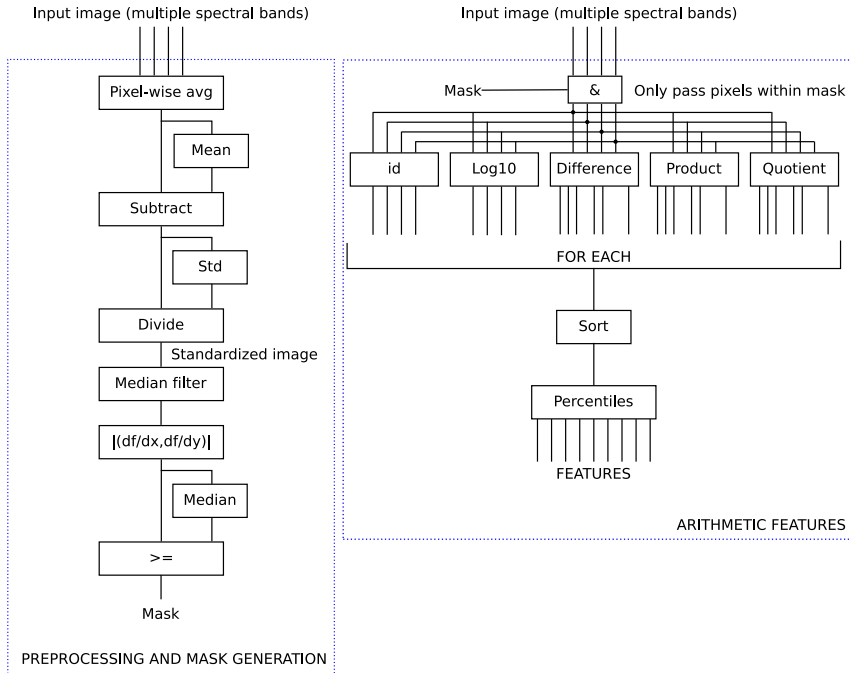 Input image (multiple spectral bands)
Pixel-wise avg
Mean
Subtract
Std
Divide
Standardized image
Median filter
|(df/dx,df/dy)|
Median
>=
Mask
PREPROCESSING AND MASK GENERATION
Input image (multiple spectral bands)
Mask
&
Only pass pixels within mask
id
Log10
Difference
Product
Quotient
FOR EACH
Sort
Percentiles
FEATURES
ARITHMETIC FEATURES